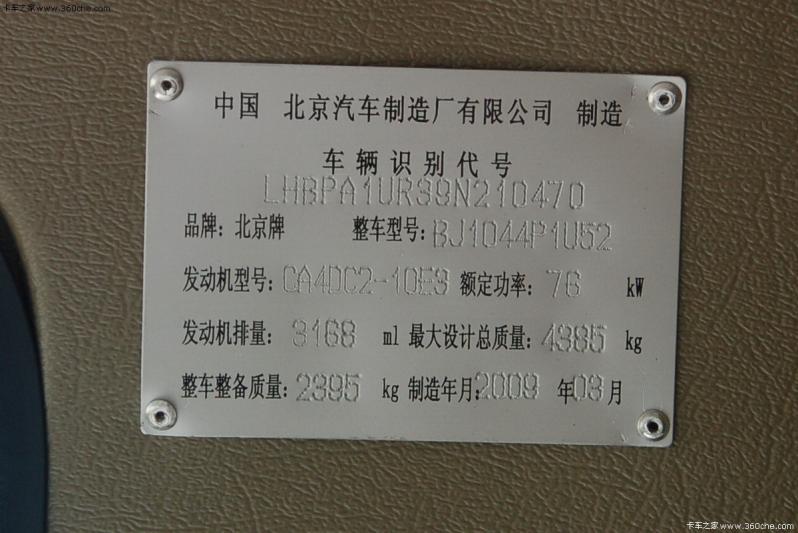 卡车之家 www.360che.com
中国 北京汽车制造厂有限公司 制造
车辆识别代号
LHBPA1UR39N210470
品牌: 北京牌 整车型号: BJ1044P1U52
发动机型号: CA4DC2-10E3 额定功率: 76 kW
发动机排量: 3168 ml 最大设计总质量: 4385 kg
整车整备质量: 2395 kg 制造年月: 2009 年 03 月
卡车之家 www.360che.com